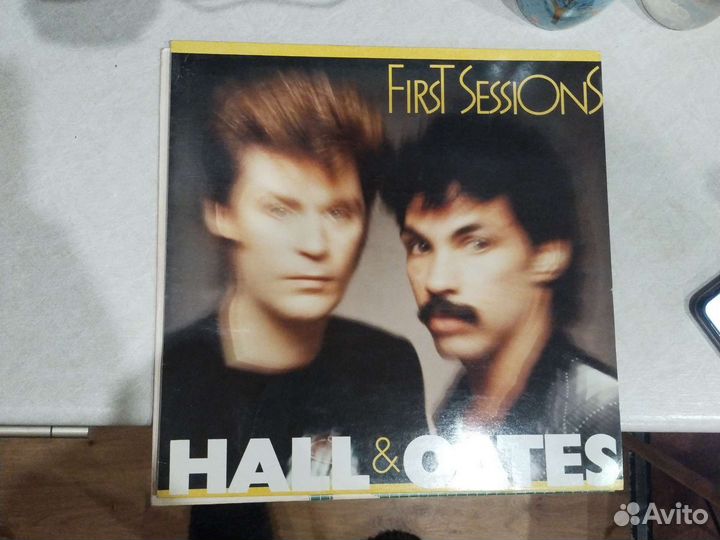 FIRST SESSIONS
HALL & OATES
Avito